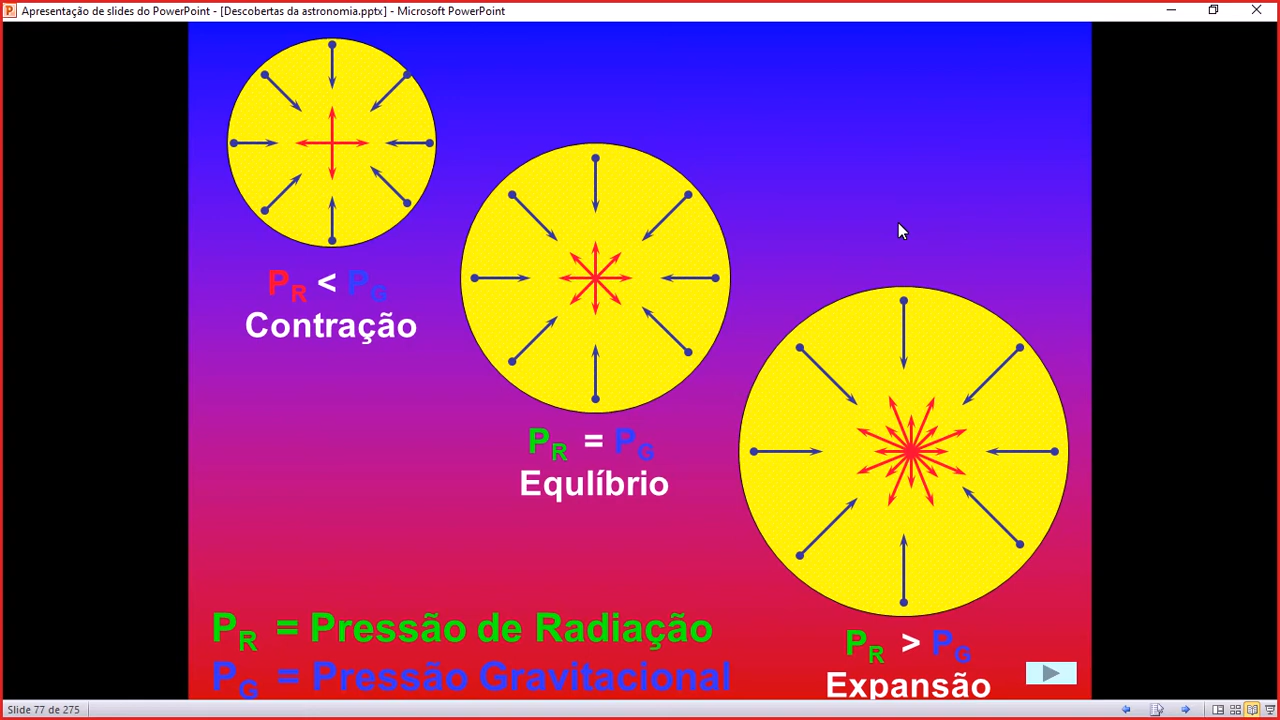 Apresentação de slides do PowerPoint - [Descobertas da astronomia.pptx] - Microsoft PowerPoint
PR < PG
Contração
PR = PG
Equlíbrio
PR = Pressão de Radiação
PG = Pressão Gravitacional
PR > PG
Expansão
Slide 77 de 275